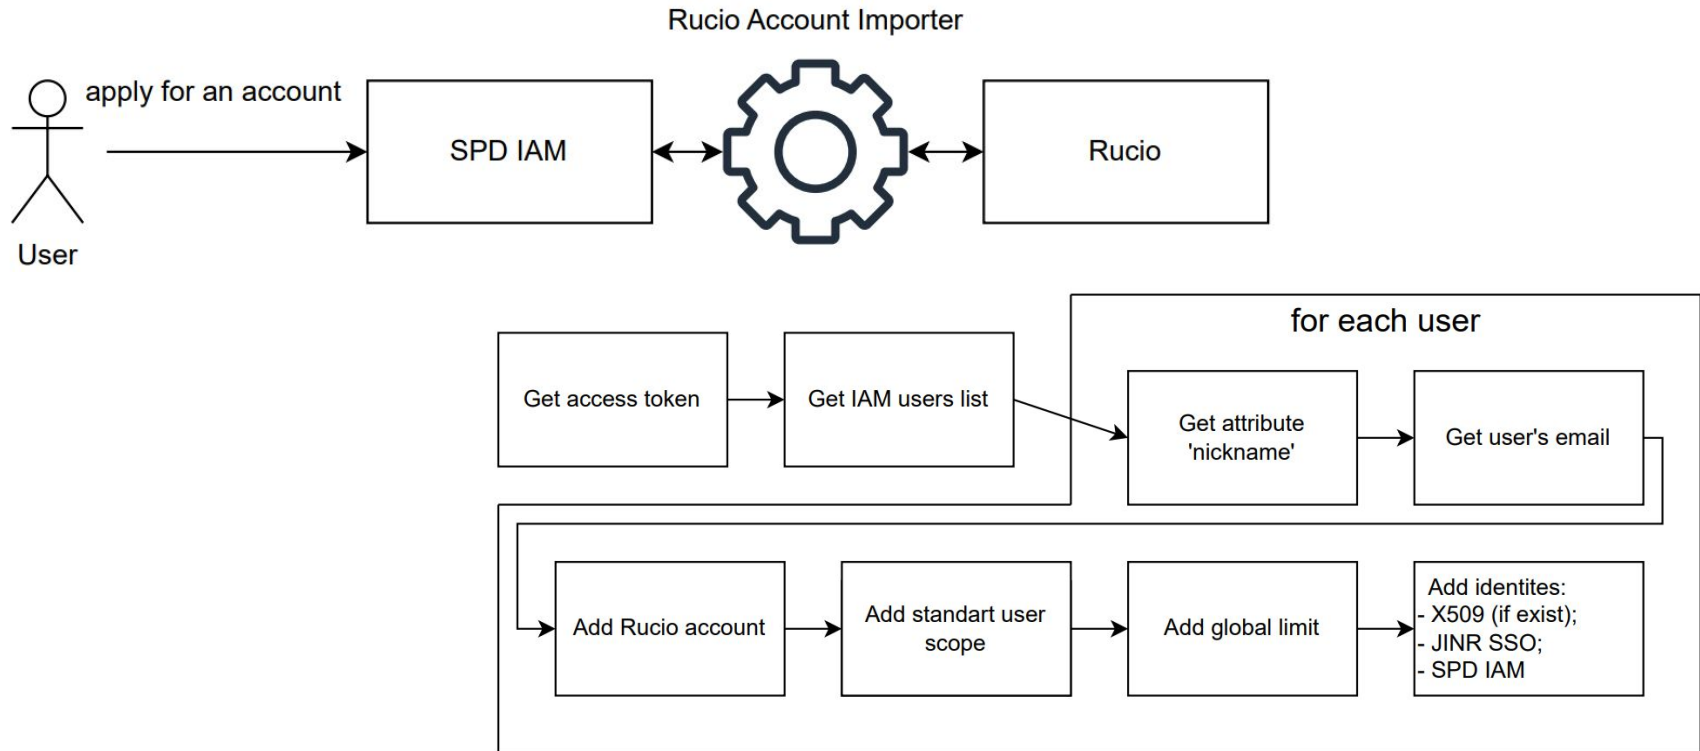 Rucio Account Importer
apply for an account
SPD IAM
Rucio
User
for each user
Get access token
Get IAM users list
Get attribute
'nickname'
Get user's email
Add Rucio account
Add standart user
scope
Add global limit
Add identites:
- X509 (if exist);
- JINR SSO;
- SPD IAM